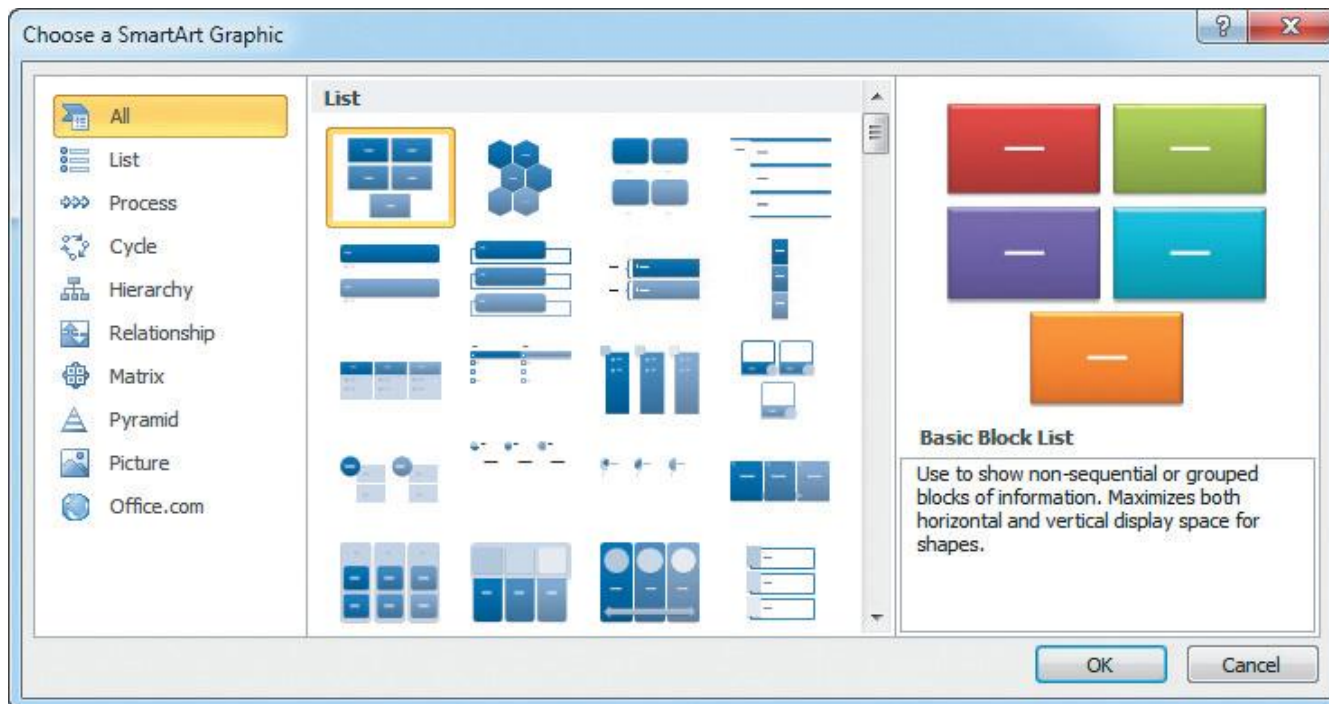 Choose a SmartArt Graphic
All
List
Process
Cycle
Hierarchy
Relationship
Matrix
Pyramid
Picture
Office.com
List
Basic Block List
Use to show non-sequential or grouped
blocks of information. Maximizes both
horizontal and vertical display space for
shapes.
OK
Cancel